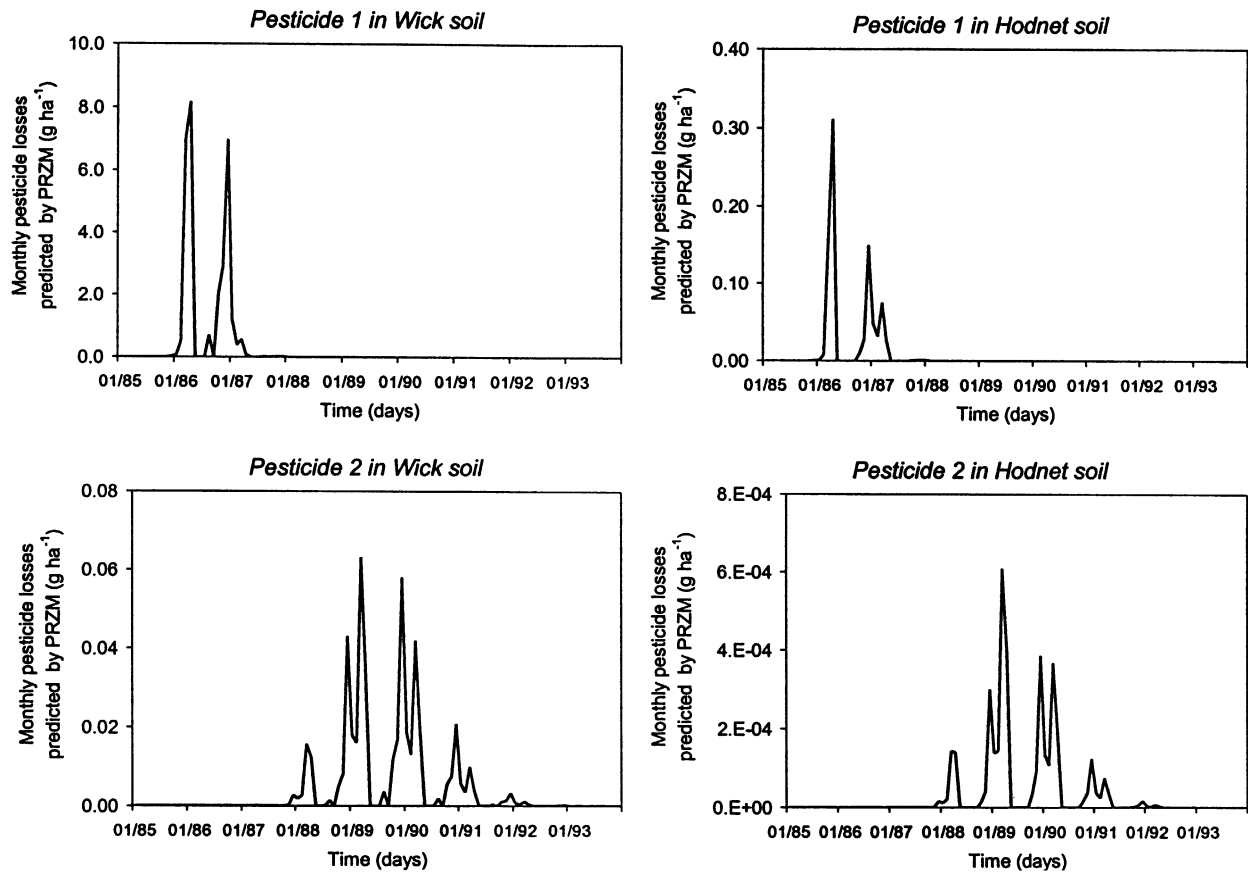 Pesticide 1 in Wick soil
Monthly pesticide losses
predicted by PRZM (g ha⁻¹)
10.0
8.0
6.0
4.0
2.0
0.0
01/85 01/86 01/87 01/88 01/89 01/90 01/91 01/92 01/93
Time (days)
Pesticide 1 in Hodnet soil
Monthly pesticide losses
predicted by PRZM (g ha⁻¹)
0.40
0.30
0.20
0.10
0.00
01/85 01/86 01/87 01/88 01/89 01/90 01/91 01/92 01/93
Time (days)
Pesticide 2 in Wick soil
Monthly pesticide losses
predicted by PRZM (g ha⁻¹)
0.08
0.06
0.04
0.02
0.00
01/85 01/86 01/87 01/88 01/89 01/90 01/91 01/92 01/93
Time (days)
Pesticide 2 in Hodnet soil
Monthly pesticide losses
predicted by PRZM (g ha⁻¹)
8.E-04
6.E-04
4.E-04
2.E-04
0.E+00
01/85 01/86 01/87 01/88 01/89 01/90 01/91 01/92 01/93
Time (days)